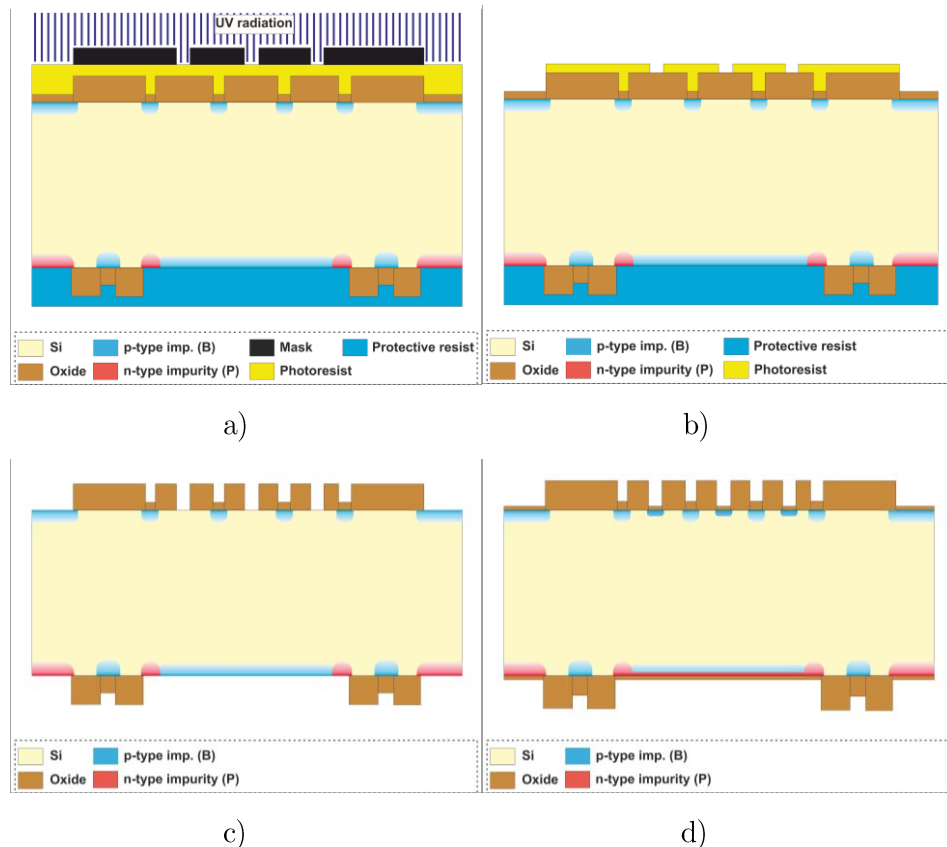 UV radiation
Si p-type imp. (B) Mask Protective resist
Oxide n-type impurity (P) Photoresist
a)
Si p-type imp. (B) Protective resist
Oxide n-type impurity (P) Photoresist
b)
Si p-type imp. (B)
Oxide n-type impurity (P)
c)
Si p-type imp. (B)
Oxide n-type impurity (P)
d)